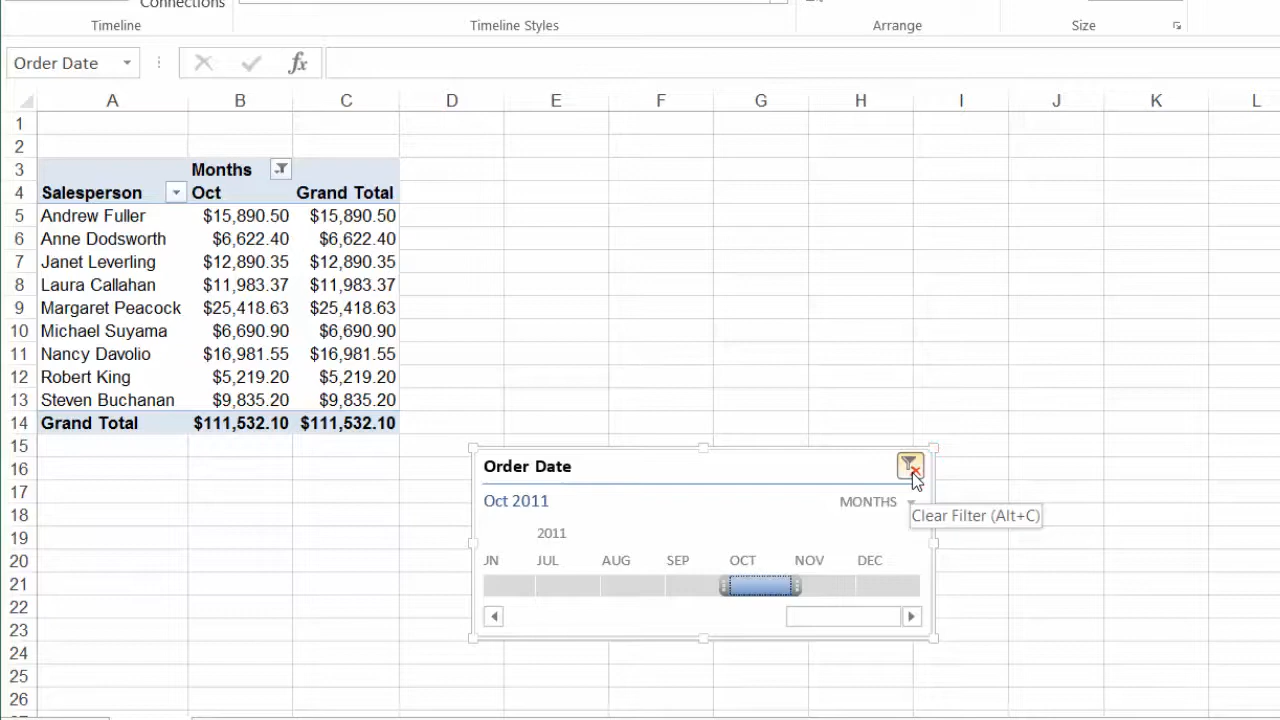 Connections
Timeline Timeline Styles Arrange Size
Order Date fx
A B C D E F G H I J K L
1
2
3 Months
4 Salesperson Oct Grand Total
5 Andrew Fuller $15,890.50 $15,890.50
6 Anne Dodsworth $6,622.40 $6,622.40
7 Janet Leverling $12,890.35 $12,890.35
8 Laura Callahan $11,983.37 $11,983.37
9 Margaret Peacock $25,418.63 $25,418.63
10 Michael Suyama $6,690.90 $6,690.90
11 Nancy Davolio $16,981.55 $16,981.55
12 Robert King $5,219.20 $5,219.20
13 Steven Buchanan $9,835.20 $9,835.20
14 Grand Total $111,532.10 $111,532.10
15
16 Order Date
17
18 Oct 2011 MONTHS
Clear Filter (Alt+C)
19 2011
20 JN JUL AUG SEP OCT NOV DEC
21
22
23
24
25
26